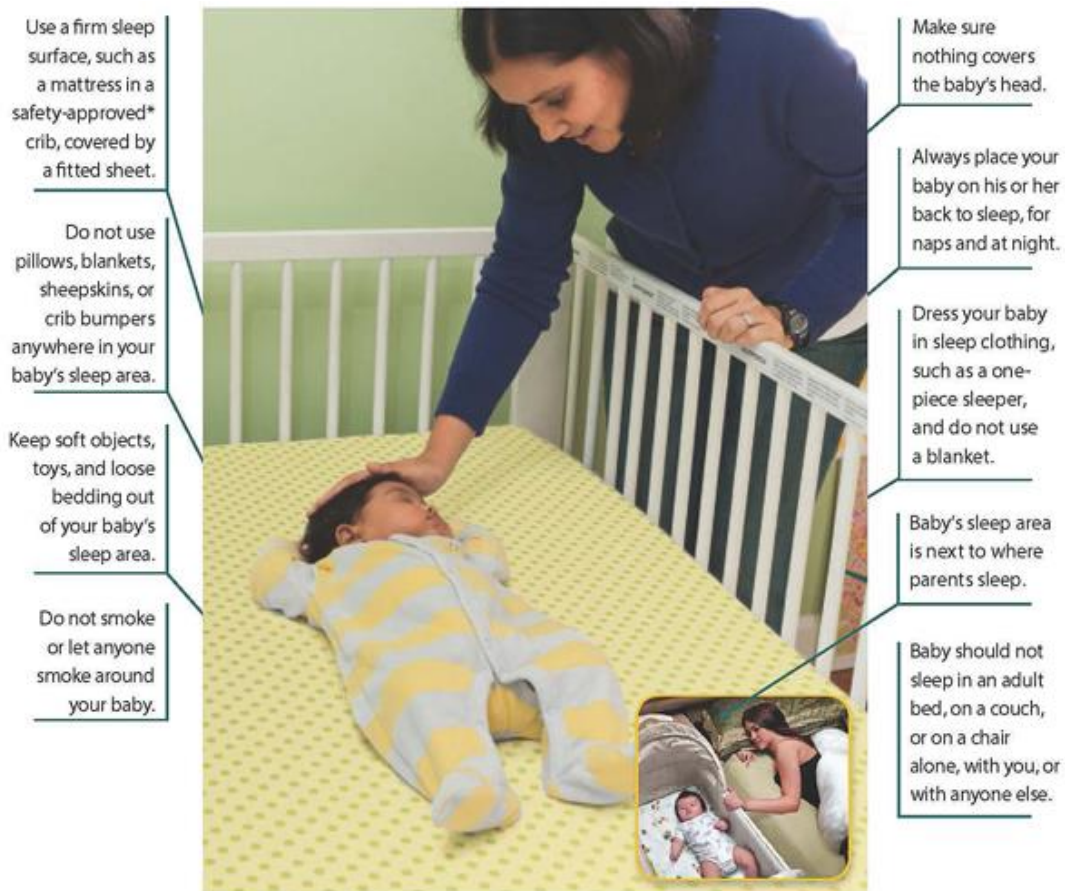 Use a firm sleep
surface, such as
a mattress in a
safety-approved*
crib, covered by
a fitted sheet.
Do not use
pillows, blankets,
sheepskins, or
crib bumpers
anywhere in your
baby's sleep area.
Keep soft objects,
toys, and loose
bedding out
of your baby's
sleep area.
Do not smoke
or let anyone
smoke around
your baby.
Make sure
nothing covers
the baby's head.
Always place your
baby on his or her
back to sleep, for
naps and at night.
Dress your baby
in sleep clothing,
such as a one-
piece sleeper,
and do not use
a blanket.
Baby's sleep area
is next to where
parents sleep.
Baby should not
sleep in an adult
bed, on a couch,
or on a chair
alone, with you, or
with anyone else.